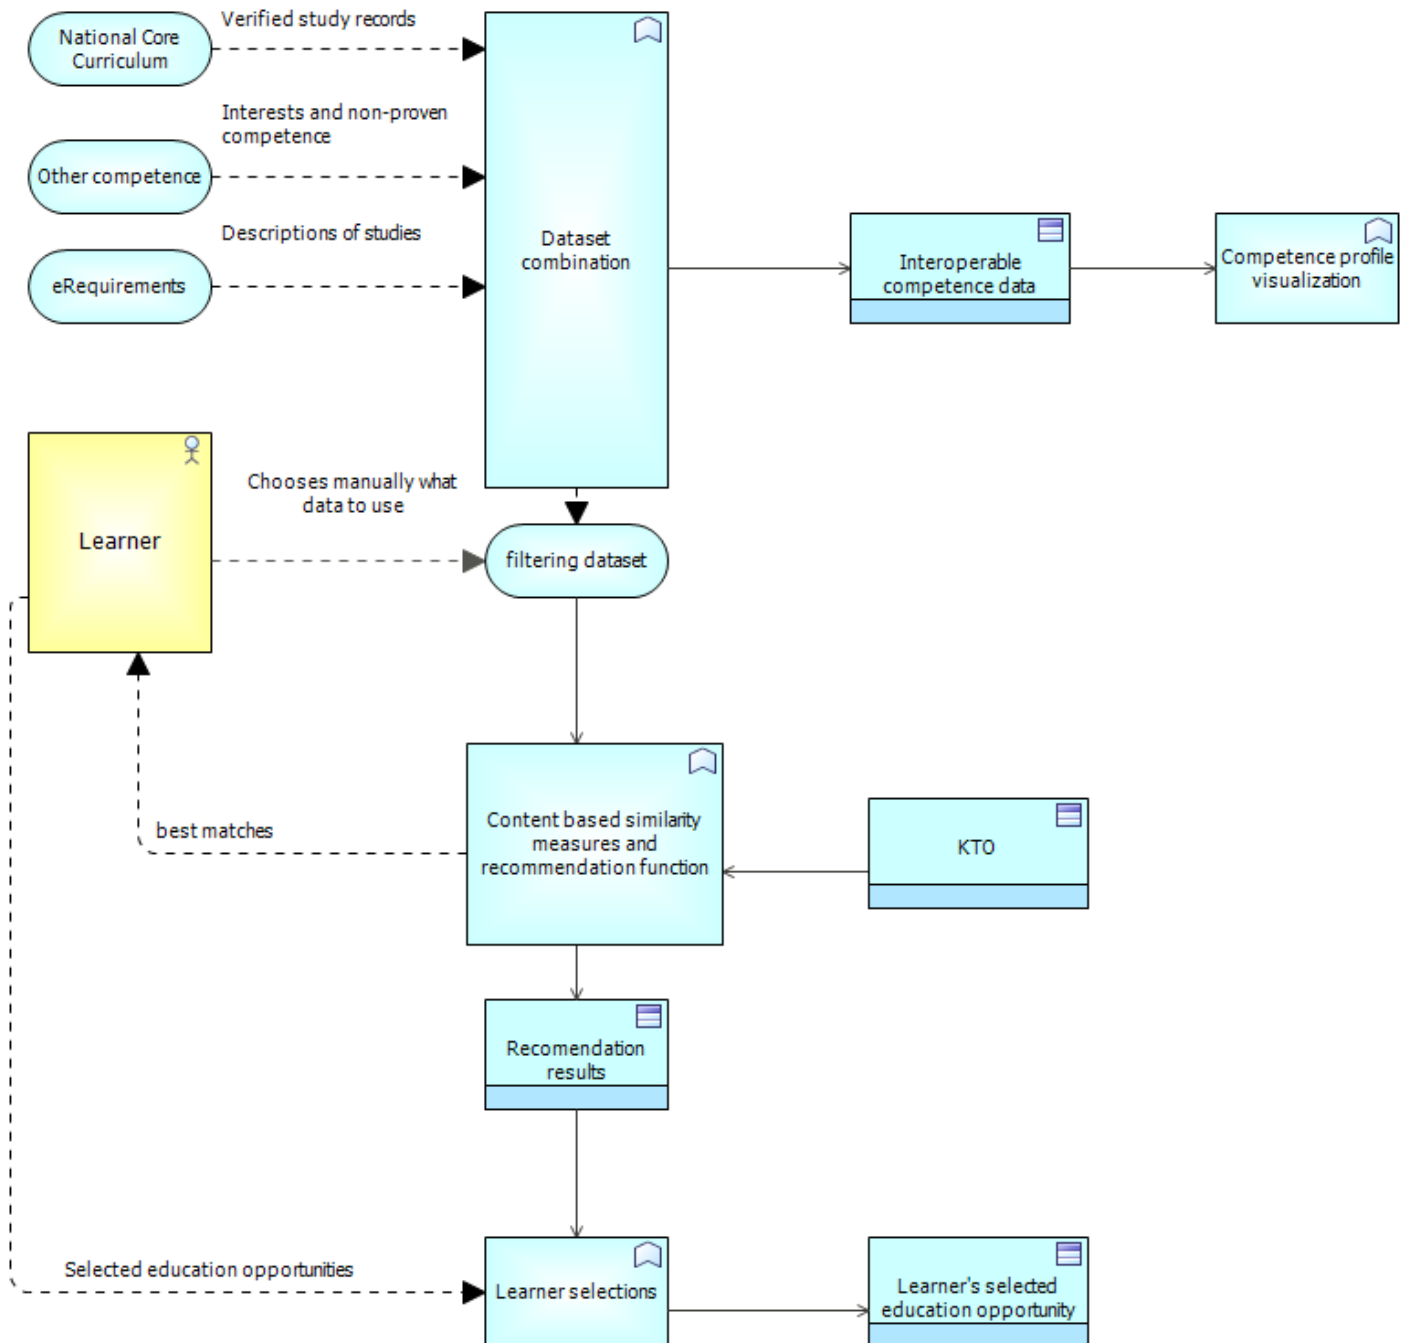 Verified study records
National Core
Curriculum
Interests and non-proven
competence
Other competence
Descriptions of studies
eRequirements
Dataset
combination
Interoperable
competence data
Competence profile
visualization
Learner
Chooses manually what
data to use
filtering dataset
Content based similarity
measures and
recommendation function
best matches
KTO
Recomendation
results
Selected education opportunities
Learner selections
Learner's selected
education opportunity